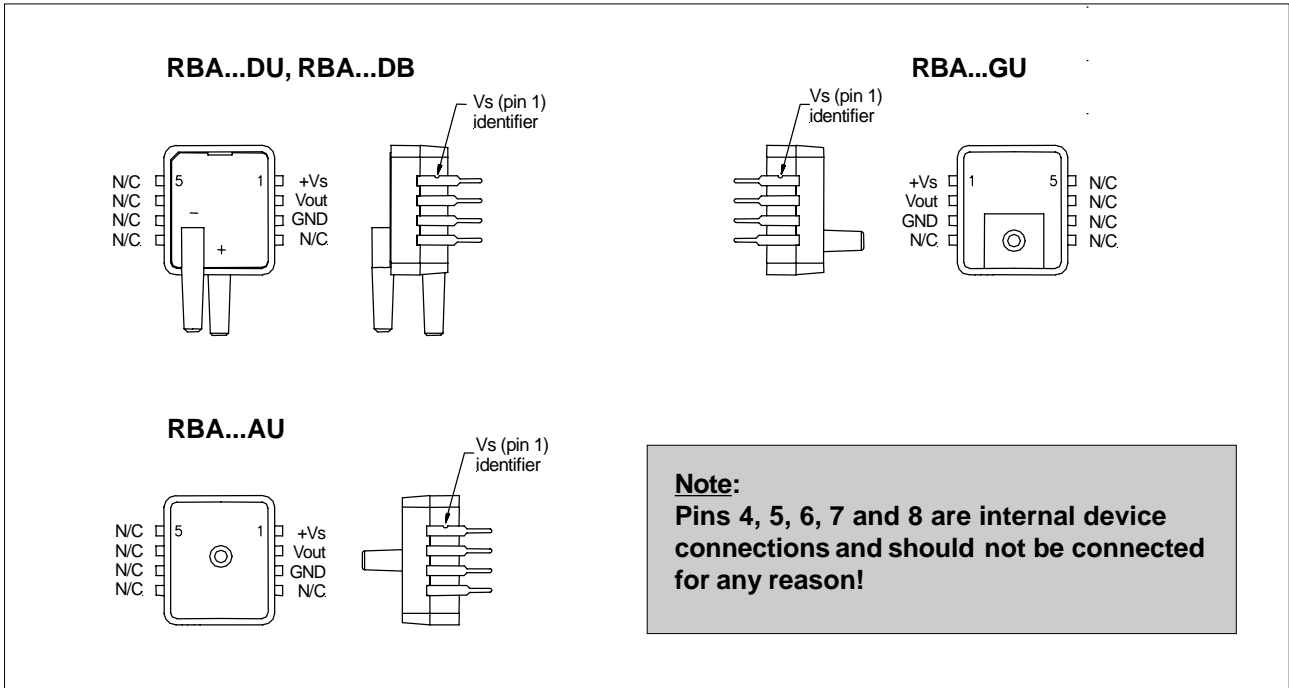 RBA...DU, RBA...DB
Vs (pin 1)
identifier
N/C 5 1 +Vs
N/C Vout
N/C − GND
N/C + N/C
RBA...GU
Vs (pin 1)
identifier
+Vs 1 5 N/C
Vout N/C
GND N/C
N/C N/C
RBA...AU
Vs (pin 1)
identifier
N/C 5 1 +Vs
N/C Vout
N/C GND
N/C N/C
Note:
Pins 4, 5, 6, 7 and 8 are internal device
connections and should not be connected
for any reason!